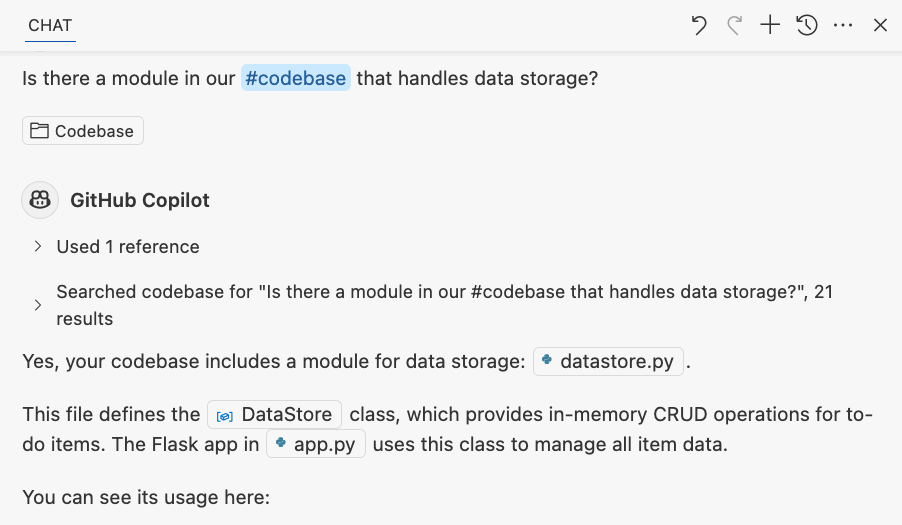 CHAT
Is there a module in our #codebase that handles data storage?
Codebase
GitHub Copilot
Used 1 reference
Searched codebase for "Is there a module in our #codebase that handles data storage?", 21
results
Yes, your codebase includes a module for data storage: datastore.py .
This file defines the DataStore class, which provides in-memory CRUD operations for to-
do items. The Flask app in app.py uses this class to manage all item data.
You can see its usage here: